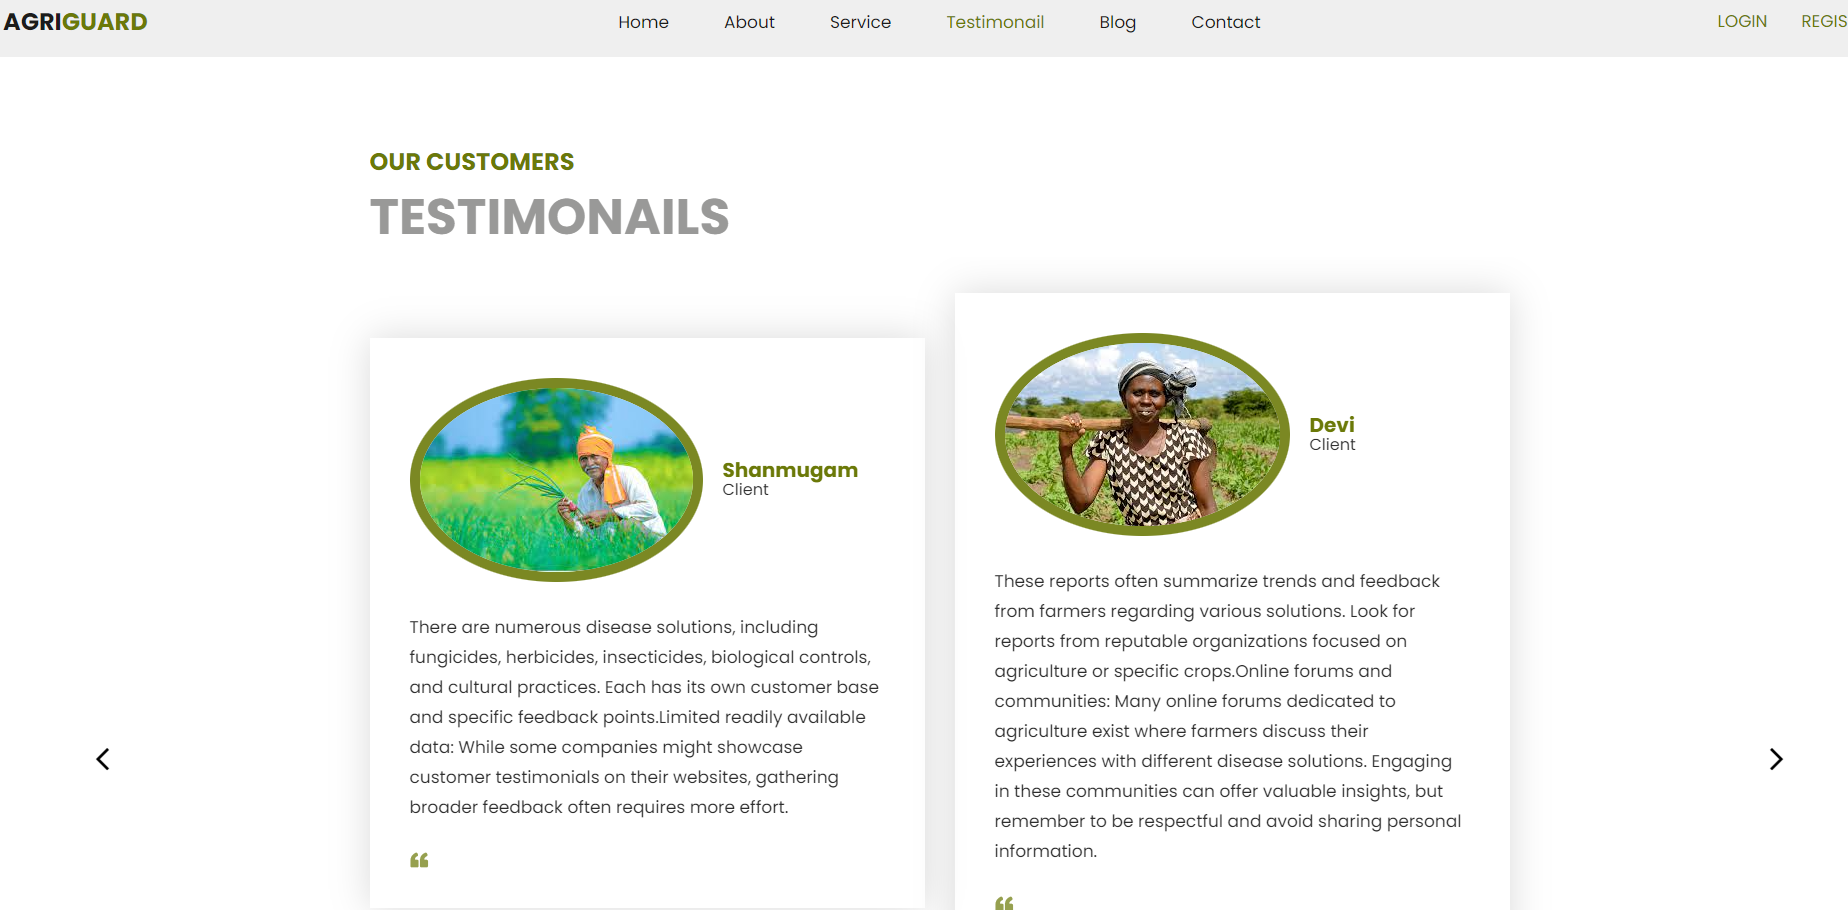 AGRIGUARD
Home About Service Testimonail Blog Contact
LOGIN REGIS
OUR CUSTOMERS
TESTIMONAILS
Shanmugam
Client
There are numerous disease solutions, including
fungicides, herbicides, insecticides, biological controls,
and cultural practices. Each has its own customer base
and specific feedback points.Limited readily available
data: While some companies might showcase
customer testimonials on their websites, gathering
broader feedback often requires more effort.
“
Devi
Client
These reports often summarize trends and feedback
from farmers regarding various solutions. Look for
reports from reputable organizations focused on
agriculture or specific crops.Online forums and
communities: Many online forums dedicated to
agriculture exist where farmers discuss their
experiences with different disease solutions. Engaging
in these communities can offer valuable insights, but
remember to be respectful and avoid sharing personal
information.
“